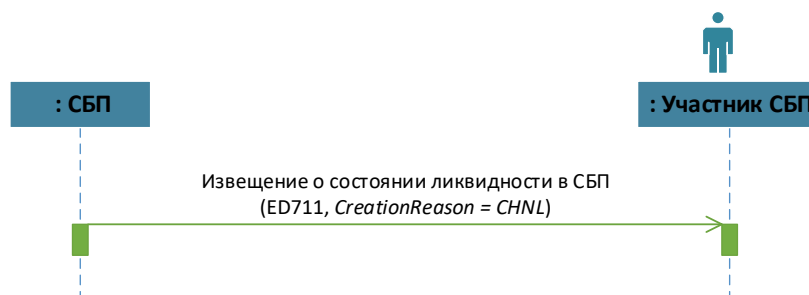 : СБП
: Участник СБП
Извещение о состоянии ликвидности в СБП
(ED711, CreationReason = CHNL)